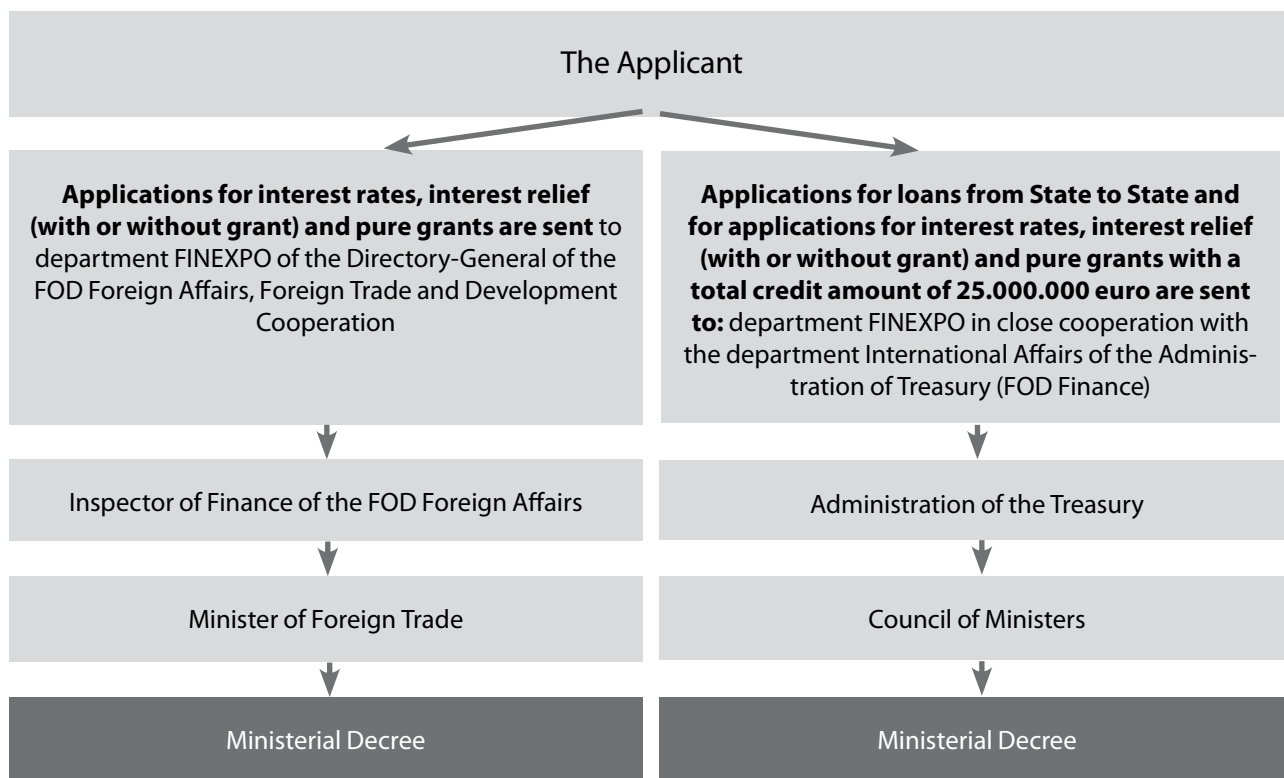 The Applicant
Applications for interest rates, interest relief
(with or without grant) and pure grants are sent to
department FINEXPO of the Directory-General of the
FOD Foreign Affairs, Foreign Trade and Development
Cooperation
Applications for loans from State to State and
for applications for interest rates, interest relief
(with or without grant) and pure grants with a
total credit amount of 25.000.000 euro are sent
to: department FINEXPO in close cooperation with
the department International Affairs of the Adminis-
tration of Treasury (FOD Finance)
Inspector of Finance of the FOD Foreign Affairs
Administration of the Treasury
Minister of Foreign Trade
Council of Ministers
Ministerial Decree
Ministerial Decree